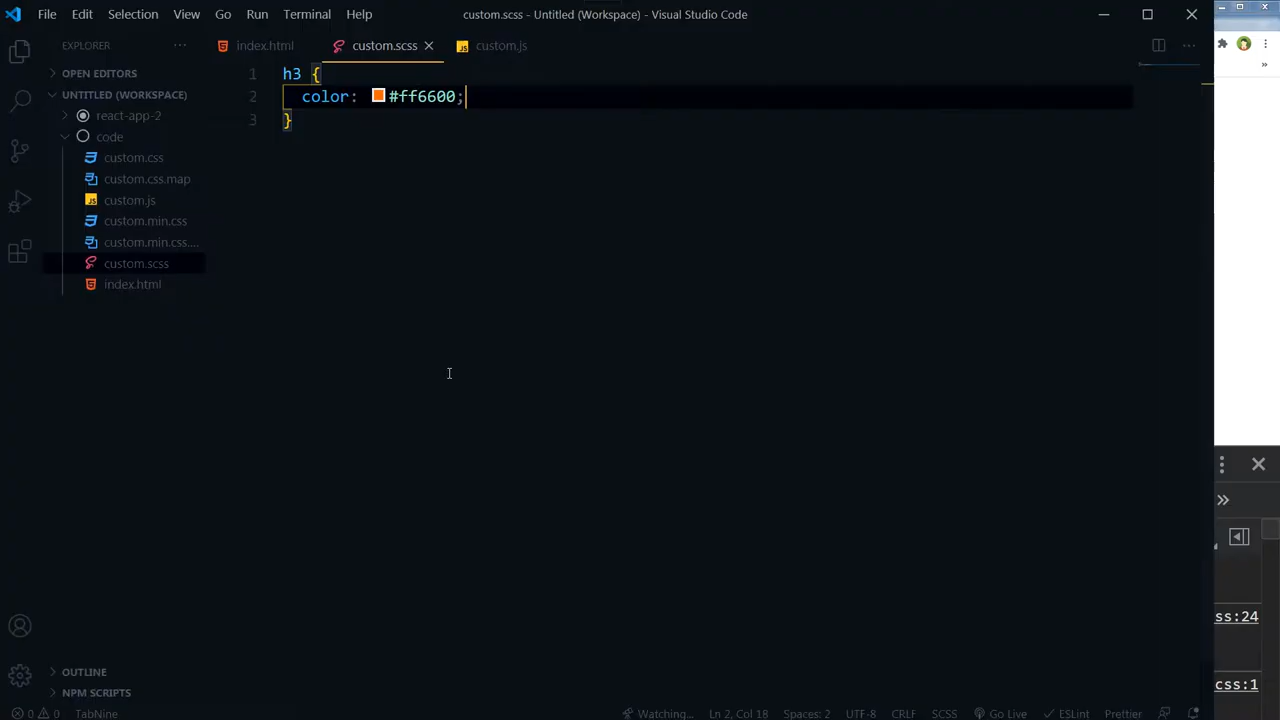 File Edit Selection View Go Run Terminal Help custom.scss - Untitled (Workspace) - Visual Studio Code
EXPLORER ··· index.html custom.scss custom.js ···
OPEN EDITORS
UNTITLED (WORKSPACE)
react-app-2
code
custom.css
custom.css.map
custom.js
custom.min.css
custom.min.css....
custom.scss
index.html
1 h3 {
2 color: #ff6600;
3 }
OUTLINE
NPM SCRIPTS
0 0 TabNine Watching... Ln 2, Col 18 Spaces: 2 UTF-8 CRLF SCSS Go Live ESLint Prettier
»
»
ss:24
css:1